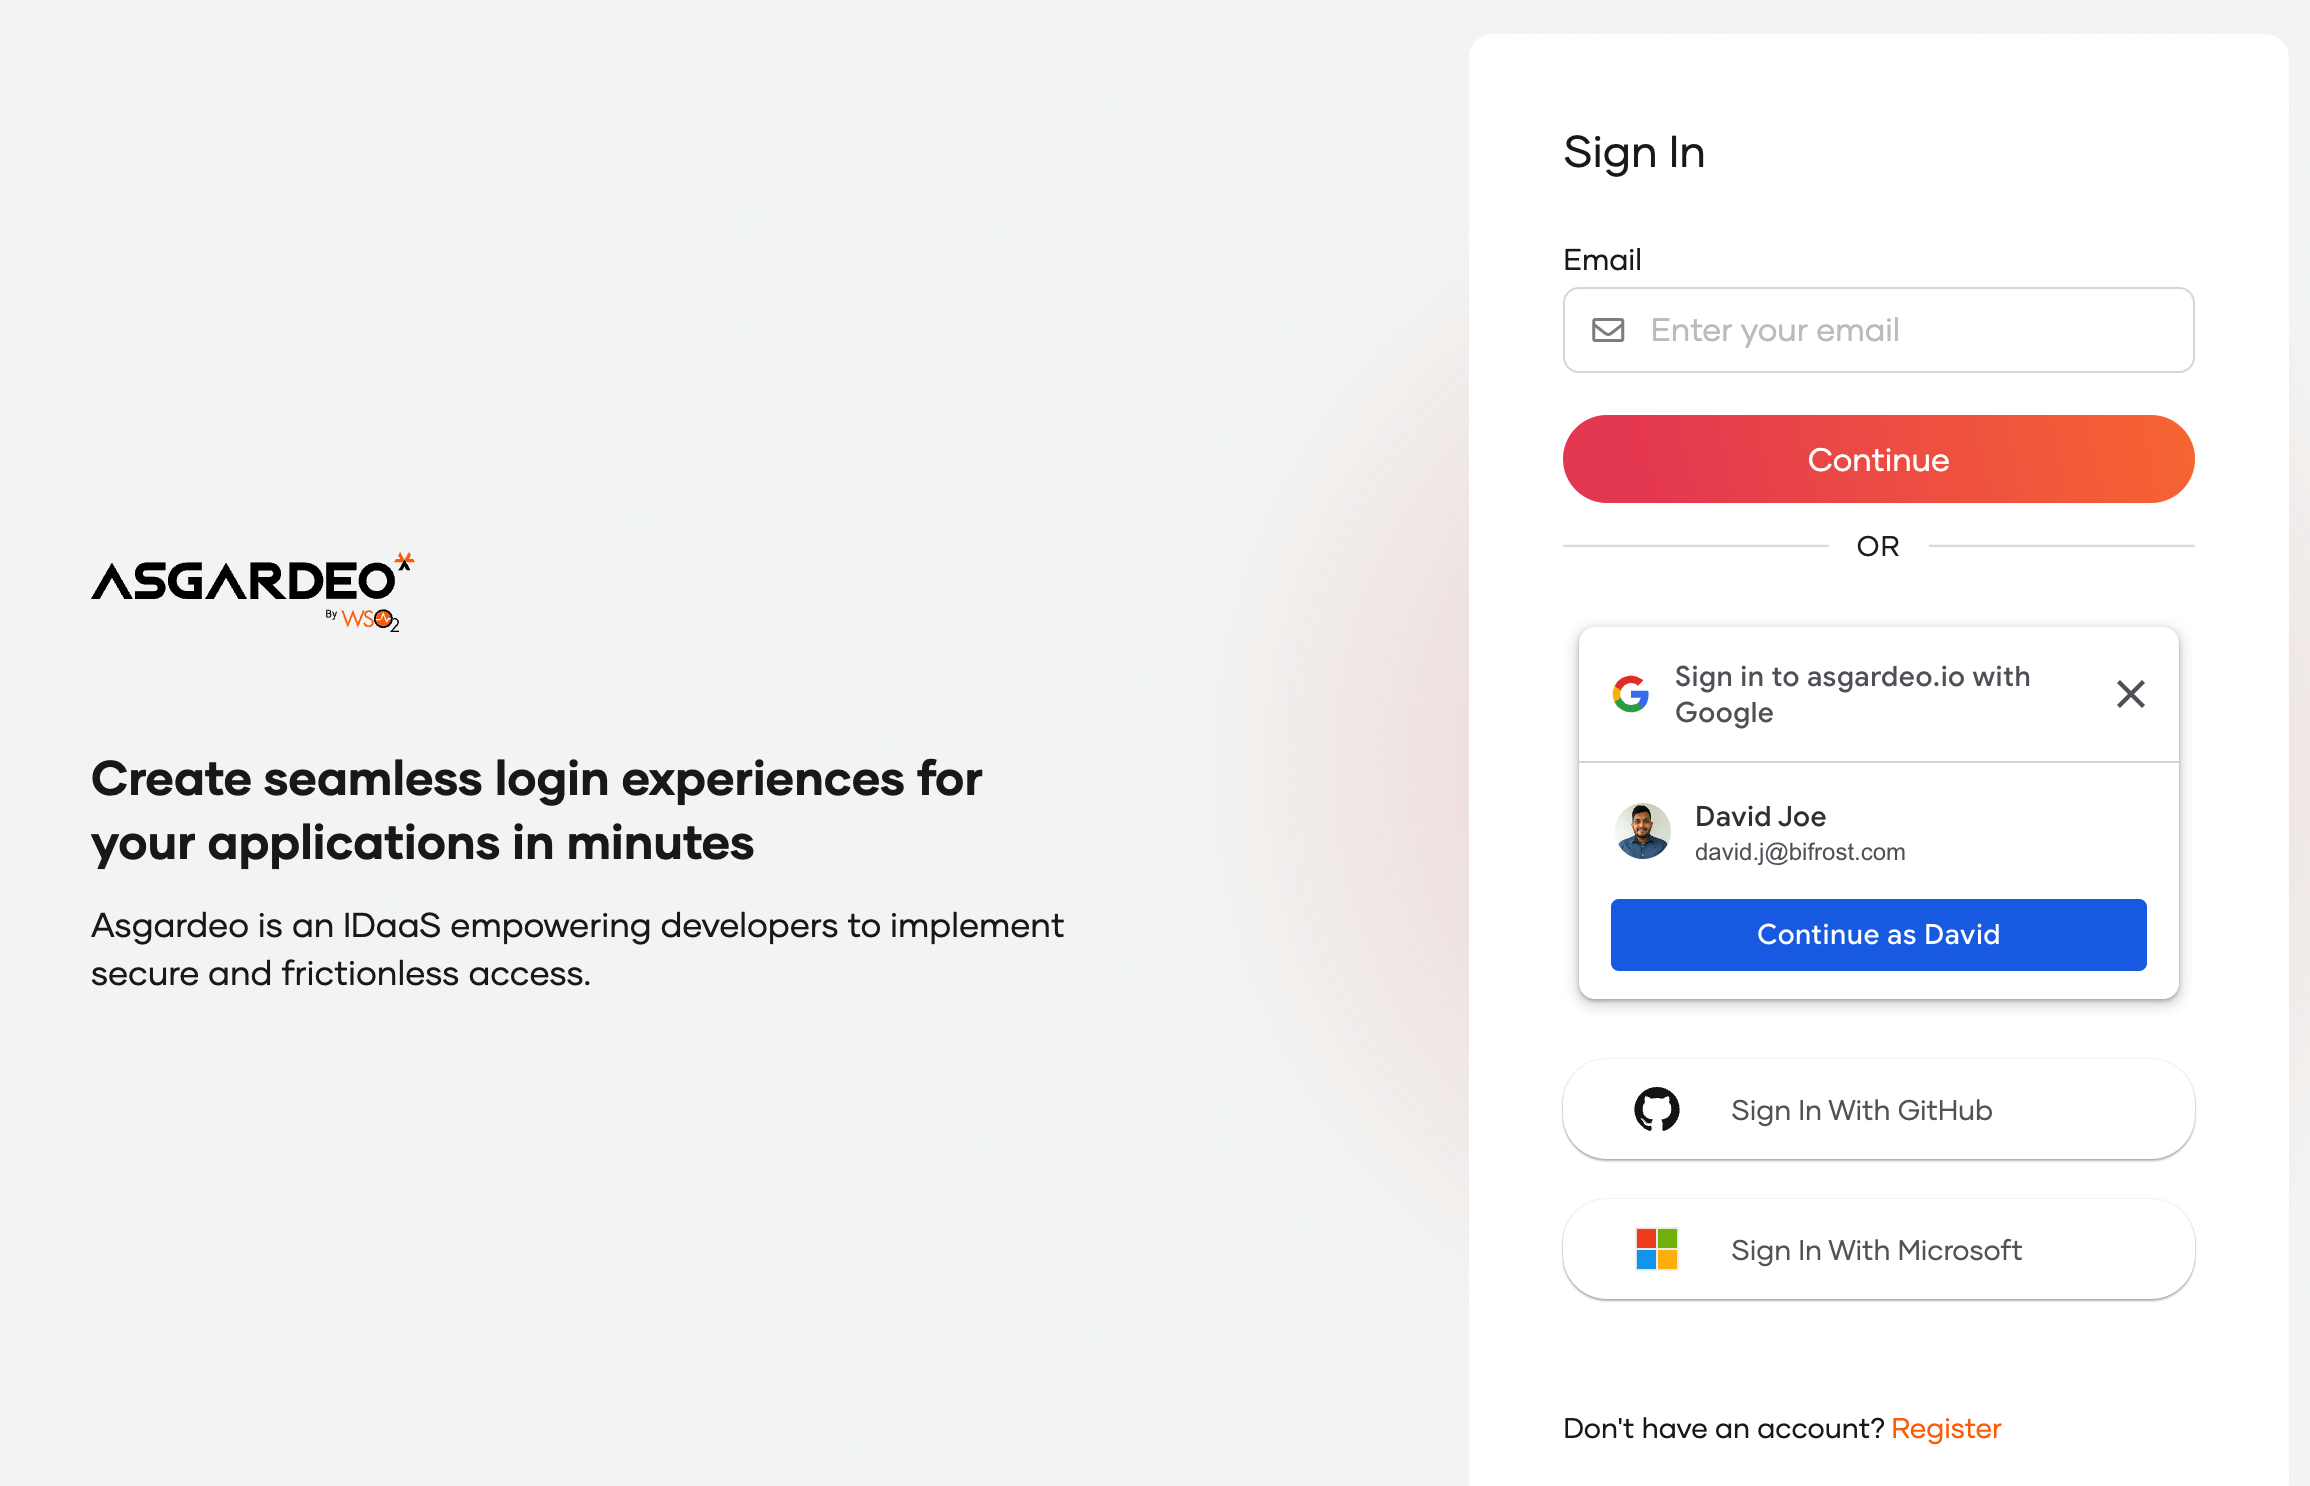 ASGARDEO
By WSO2
Create seamless login experiences for
your applications in minutes
Asgardeo is an IDaaS empowering developers to implement
secure and frictionless access.
Sign In
Email
Enter your email
Continue
OR
Sign in to asgardeo.io with
Google
David Joe
david.j@bifrost.com
Continue as David
Sign In With GitHub
Sign In With Microsoft
Don't have an account? Register